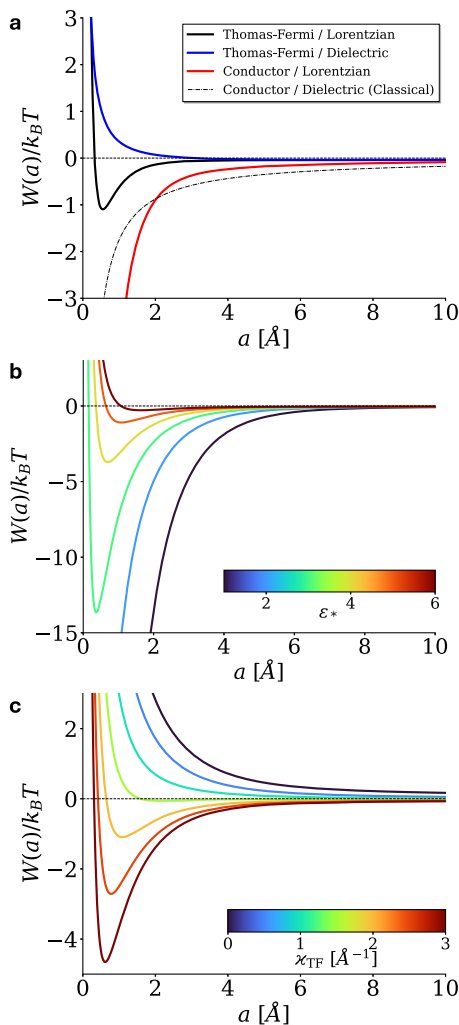 a
3
2
1
0
−1
−2
−3
W(a)/k_BT
Thomas-Fermi / Lorentzian
Thomas-Fermi / Dielectric
Conductor / Lorentzian
Conductor / Dielectric (Classical)
0 2 4 6 8 10
a [Å]
b
0
−5
−10
−15
W(a)/k_BT
2 4 6
ε_*
0 2 4 6 8 10
a [Å]
c
2
0
−2
−4
W(a)/k_BT
0 1 2 3
ϰ_TF [Å⁻¹]
0 2 4 6 8 10
a [Å]